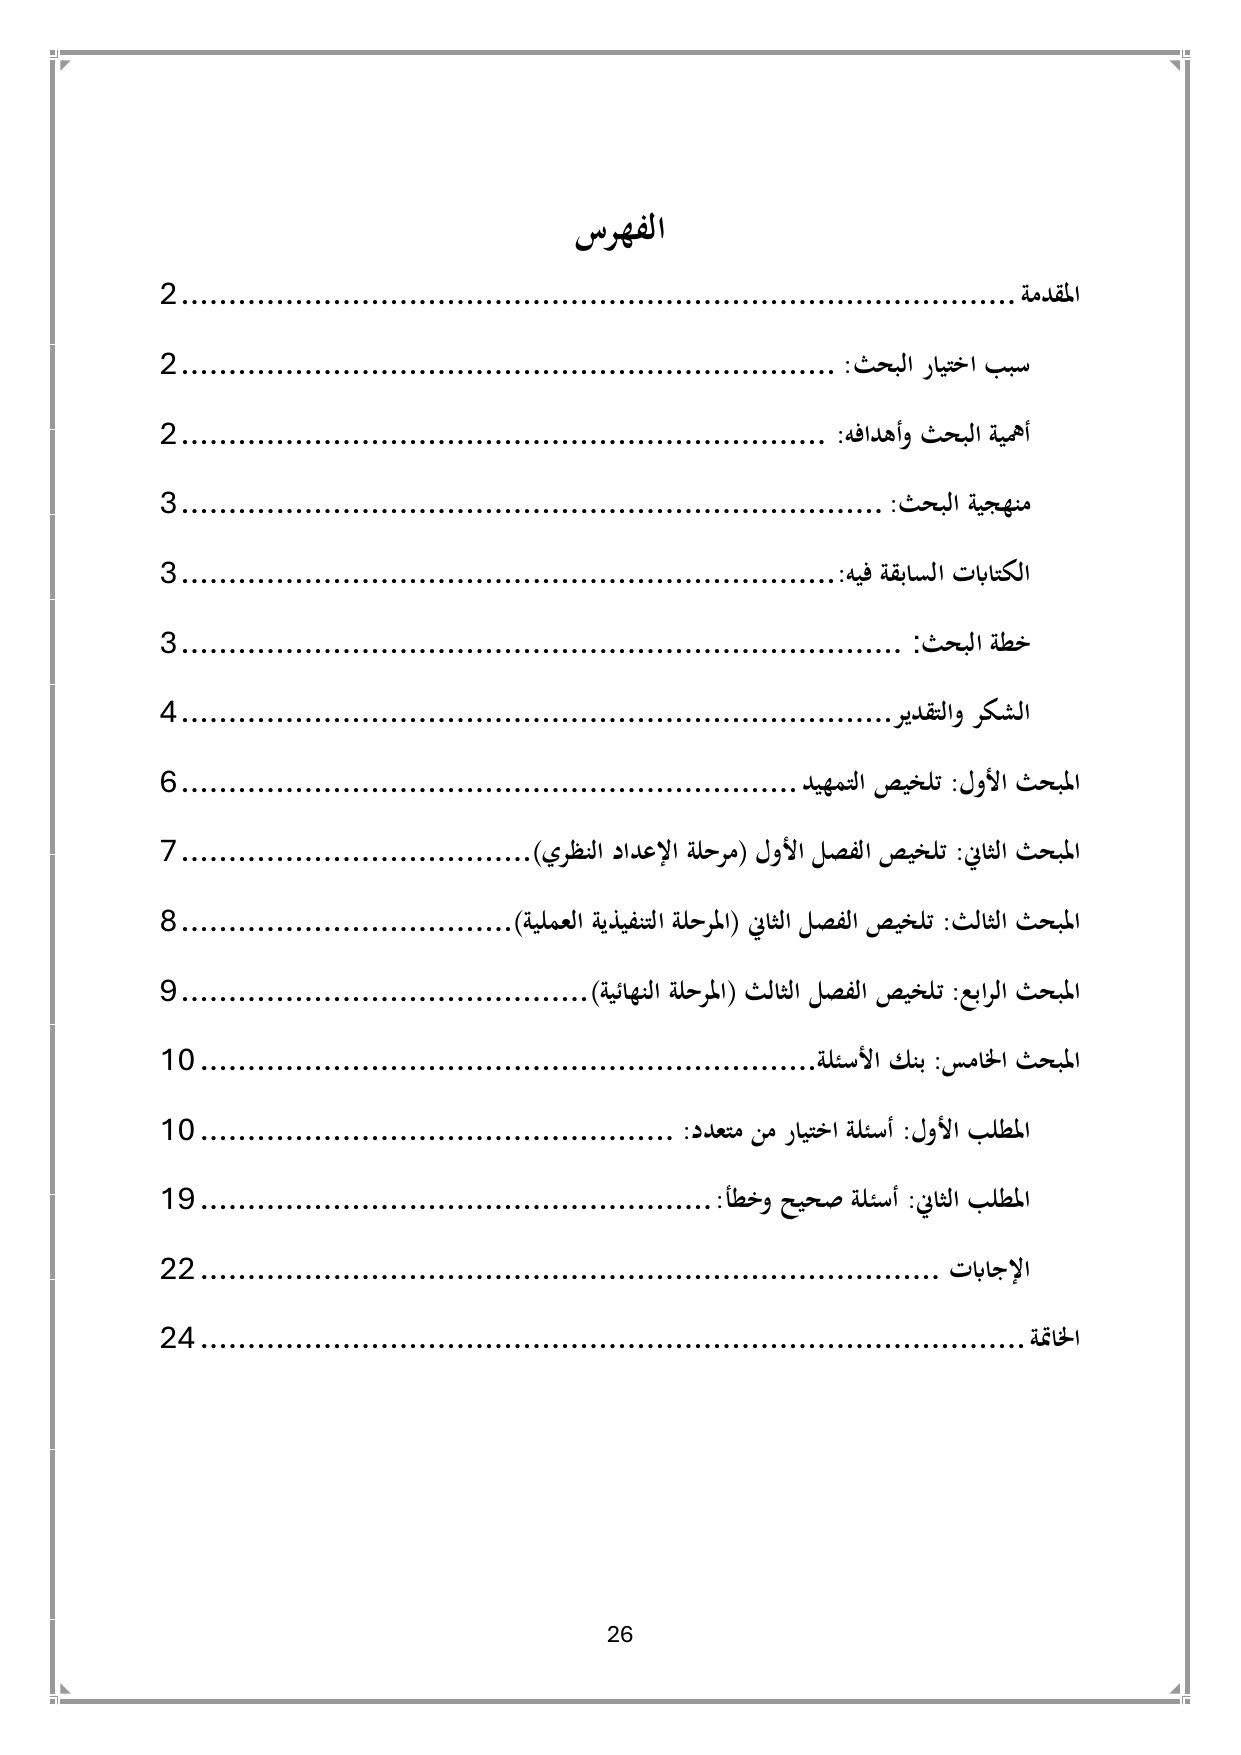 الفهرس
المقدمة ........................................................................................ 2
سبب اختيار البحث: ..................................................................... 2
أهمية البحث وأهدافه: .................................................................... 2
منهجية البحث: .......................................................................... 3
الكتابات السابقة فيه:..................................................................... 3
خطة البحث: ............................................................................ 3
الشكر والتقدير........................................................................... 4
المبحث الأول: تلخيص التمهيد ................................................................. 6
المبحث الثاني: تلخيص الفصل الأول (مرحلة الإعداد النظري)..................................... 7
المبحث الثالث: تلخيص الفصل الثاني (المرحلة التنفيذية العملية)................................... 8
المبحث الرابع: تلخيص الفصل الثالث (المرحلة النهائية)........................................... 9
المبحث الخامس: بنك الأسئلة................................................................. 10
المطلب الأول: أسئلة اختيار من متعدد: .................................................. 10
المطلب الثاني: أسئلة صحيح وخطأ:...................................................... 19
الإجابات .............................................................................. 22
الخاتمة....................................................................................... 24
26